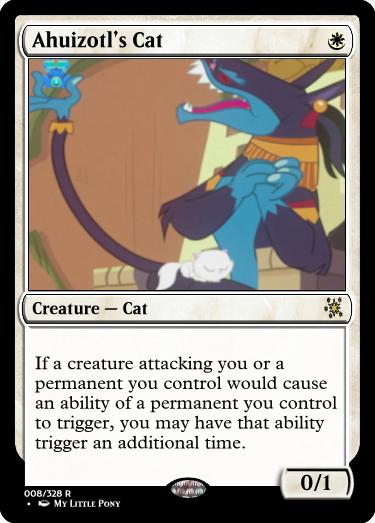 Ahuizotl's Cat
Creature — Cat
If a creature attacking you or a
permanent you control would cause
an ability of a permanent you control
to trigger, you may have that ability
trigger an additional time.
0/1
008/328 R
• My Little Pony